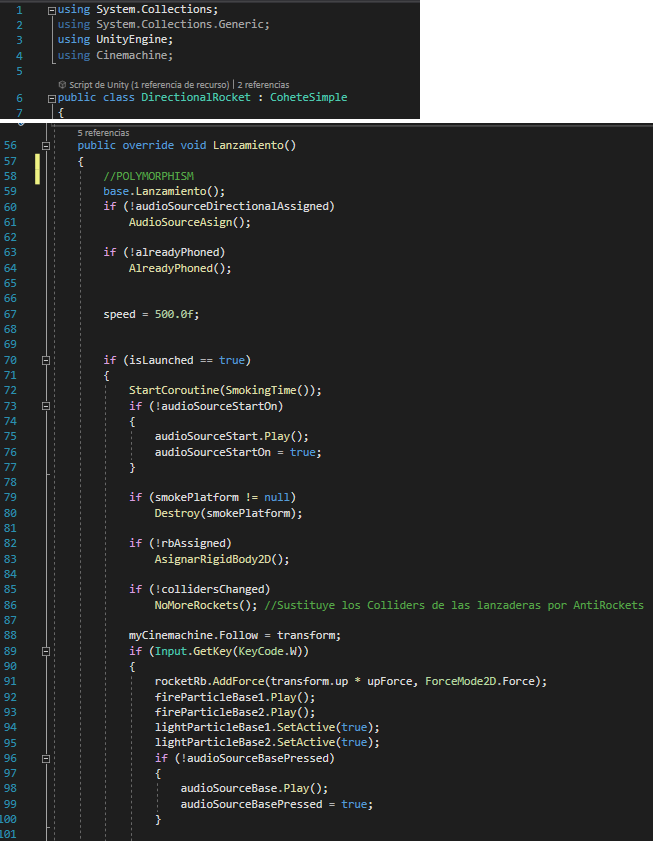 1 using System.Collections;
2 using System.Collections.Generic;
3 using UnityEngine;
4 using Cinemachine;
5
Script de Unity (1 referencia de recurso) | 2 referencias
6 public class DirectionalRocket : CoheteSimple
7 {
5 referencias
56 public override void Lanzamiento()
57 {
58 //POLYMORPHISM
59 base.Lanzamiento();
60 if (!audioSourceDirectionalAssigned)
61 AudioSourceAsign();
62
63 if (!alreadyPhoned)
64 AlreadyPhoned();
65
66
67 speed = 500.0f;
68
69
70 if (isLaunched == true)
71 {
72 StartCoroutine(SmokingTime());
73 if (!audioSourceStartOn)
74 {
75 audioSourceStart.Play();
76 audioSourceStartOn = true;
77 }
78
79 if (smokePlatform != null)
80 Destroy(smokePlatform);
81
82 if (!rbAssigned)
83 AsignarRigidBody2D();
84
85 if (!collidersChanged)
86 NoMoreRockets(); //Sustituye los Colliders de las lanzaderas por AntiRockets
87
88 myCinemachine.Follow = transform;
89 if (Input.GetKey(KeyCode.W))
90 {
91 rocketRb.AddForce(transform.up * upForce, ForceMode2D.Force);
92 fireParticleBase1.Play();
93 fireParticleBase2.Play();
94 lightParticleBase1.SetActive(true);
95 lightParticleBase2.SetActive(true);
96 if (!audioSourceBasePressed)
97 {
98 audioSourceBase.Play();
99 audioSourceBasePressed = true;
100 }
101